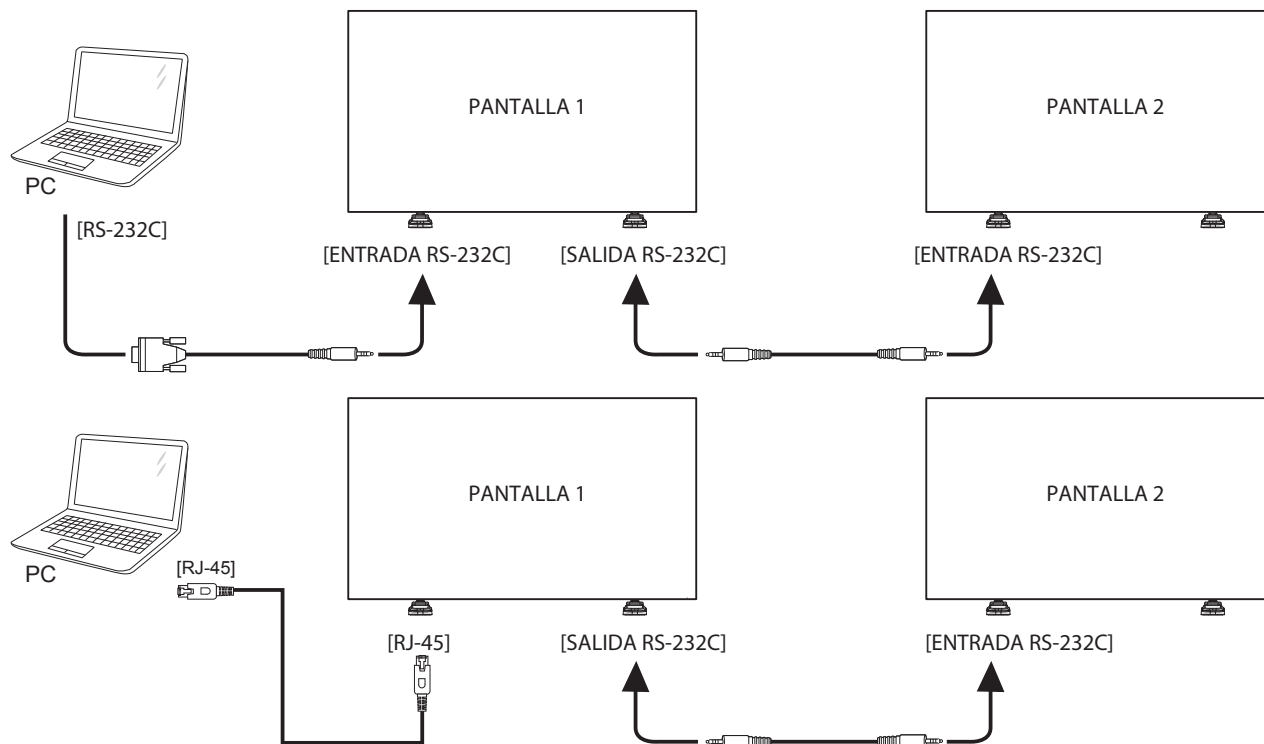 PANTALLA 1
PANTALLA 2
PC
[RS-232C]
[ENTRADA RS-232C]
[SALIDA RS-232C]
[ENTRADA RS-232C]
PANTALLA 1
PANTALLA 2
PC
[RJ-45]
[RJ-45]
[SALIDA RS-232C]
[ENTRADA RS-232C]